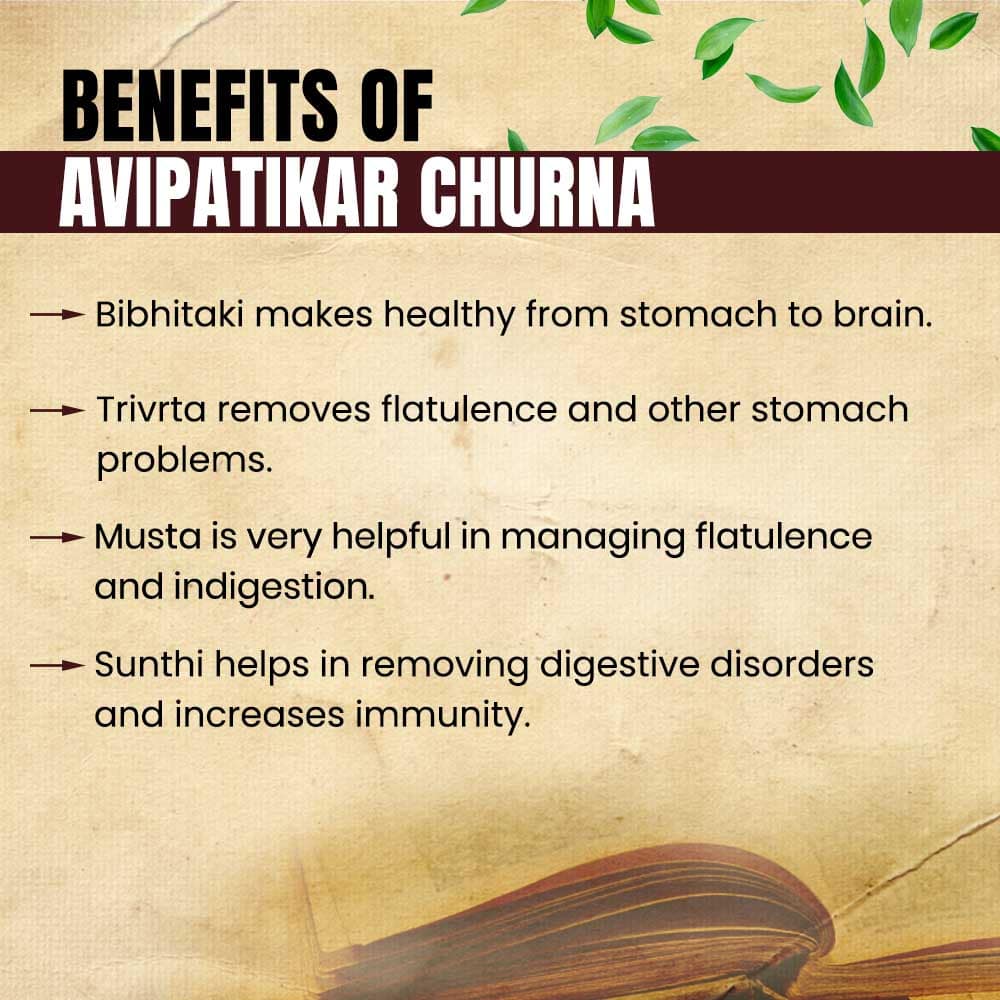 BENEFITS OF
AVIPATIKAR CHURNA
Bibhitaki makes healthy from stomach to brain.
Trivrta removes flatulence and other stomach
problems.
Musta is very helpful in managing flatulence
and indigestion.
Sunthi helps in removing digestive disorders
and increases immunity.